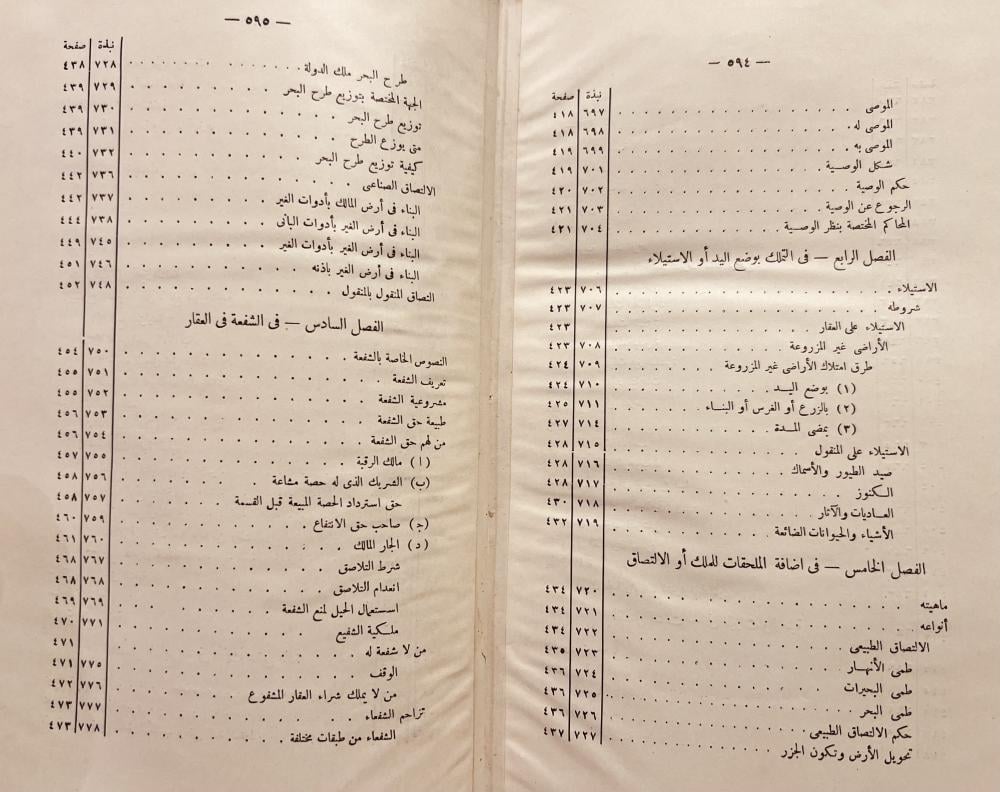 — ٥٩٤ —
نبذة صفحة
الموصى . . . . . . . . . . ٦٩٧ ٤١٨
الموصى له . . . . . . . . . . ٦٩٨ ٤١٨
الموصى به . . . . . . . . . . ٦٩٩ ٤١٩
شكل الوصية . . . . . . . . . . ٧٠١ ٤١٩
حكم الوصية . . . . . . . . . . ٧٠٢ ٤٢٠
الرجوع عن الوصية . . . . . . . . . . ٧٠٣ ٤٢١
المحاكم المختصة بنظر الوصية . . . . . . . . . . ٧٠٤ ٤٢١
الفصل الرابع — فى التملك بوضع اليد أو الاستيلاء
الاستيلاء . . . . . . . . . . ٧٠٦ ٤٢٣
شروطه . . . . . . . . . . ٧٠٧ ٤٢٣
الاستيلاء على العقار . . . . . . . . . . ٤٢٣
الأراضى غير المزروعة . . . . . . . . . . ٧٠٨ ٤٢٣
طرق امتلاك الأراضى غير المزروعة . . . . . . . . ٧٠٩ ٤٢٤
(١) بوضع اليد . . . . . . . . . . ٧١٠ ٤٢٤
(٢) بالزرع أو الغرس أو البناء . . . . . . . . ٧١١ ٤٢٥
(٣) بمضى المدة . . . . . . . . . . ٧١٤ ٤٢٧
الاستيلاء على المنقول . . . . . . . . . . ٧١٥ ٤٢٨
صيد الطيور والأسماك . . . . . . . . . . ٧١٦ ٤٢٨
الكنوز . . . . . . . . . . ٧١٧ ٤٢٨
العاديات والآثار . . . . . . . . . . ٧١٨ ٤٣٠
الأشياء والحيوانات الضائعة . . . . . . . . . . ٧١٩ ٤٣٢
الفصل الخامس — فى اضافة الملحقات للملك أو الالتصاق
ماهيته . . . . . . . . . . ٧٢٠ ٤٣٤
أنواعه . . . . . . . . . . ٧٢١ ٤٣٤
الالتصاق الطبيعى . . . . . . . . . . ٧٢٢ ٤٣٤
طمى الأنهار . . . . . . . . . . ٧٢٣ ٤٣٥
طمى البحيرات . . . . . . . . . . ٧٢٤ ٤٣٦
طمى البحر . . . . . . . . . . ٧٢٥ ٤٣٦
حكم الالتصاق الطبيعى . . . . . . . . . . ٧٢٦ ٤٣٦
تحويل الأرض وتكون الجزر . . . . . . . . . . ٧٢٧ ٤٣٧
— ٥٩٥ —
نبذة صفحة
طرح البحر ملك الدولة . . . . . . . . . . ٧٢٨ ٤٣٨
الجهة المختصة بتوزيع طرح البحر . . . . . . . . . . ٧٢٩ ٤٣٩
توزيع طرح البحر . . . . . . . . . . ٧٣٠ ٤٣٩
متى يوزع الطرح . . . . . . . . . . ٧٣١ ٤٣٩
كيفية توزيع طرح البحر . . . . . . . . . . ٧٣٢ ٤٤٠
الالتصاق الصناعى . . . . . . . . . . ٧٣٦ ٤٤٢
البناء فى أرض المالك بأدوات الغير . . . . . . . . ٧٣٧ ٤٤٢
البناء فى أرض الغير بأدوات البانى . . . . . . . . ٧٣٨ ٤٤٤
البناء فى أرض الغير بأدوات الغير . . . . . . . . ٧٤٥ ٤٤٩
البناء فى أرض الغير باذنه . . . . . . . . ٧٤٦ ٤٥١
التصاق المنقول بالمنقول . . . . . . . . . . ٧٤٨ ٤٥٢
الفصل السادس — فى الشفعة فى العقار
النصوص الخاصة بالشفعة . . . . . . . . . . ٧٥٠ ٤٥٤
تعريف الشفعة . . . . . . . . . . ٧٥١ ٤٥٥
مشروعية الشفعة . . . . . . . . . . ٧٥٢ ٤٥٥
طبيعة حق الشفعة . . . . . . . . . . ٧٥٣ ٤٥٦
من لهم حق الشفعة . . . . . . . . . . ٧٥٤ ٤٥٦
(ا) مالك الرقبة . . . . . . . . . . ٧٥٥ ٤٥٧
(ب) الشريك الذى له حصة مشاعة . . . . . . . . ٧٥٦ ٤٥٨
حق استرداد الحصة المبيعة قبل القسمة . . . . . . ٧٥٧ ٤٥٨
(ج) صاحب حق الانتفاع . . . . . . . . . . ٧٥٩ ٤٦٠
(د) الجار المالك . . . . . . . . . . ٧٦٠ ٤٦١
شرط التلاصق . . . . . . . . . . ٧٦٧ ٤٦٨
انعدام التلاصق . . . . . . . . . . ٧٦٨ ٤٦٨
استعمال الحيل لمنع الشفعة . . . . . . . . ٧٦٩ ٤٦٩
ملكية الشفيع . . . . . . . . . . ٧٧١ ٤٧٠
من لا شفعة له . . . . . . . . . . ٤٧١
الوقف . . . . . . . . . . ٧٧٥ ٤٧١
من لا يملك شراء العقار المشفوع . . . . . . . . ٧٧٦ ٤٧٢
تزاحم الشفعاء . . . . . . . . . . ٧٧٧ ٤٧٣
الشفعاء من طبقات مختلفة . . . . . . . . . . ٧٧٨ ٤٧٣